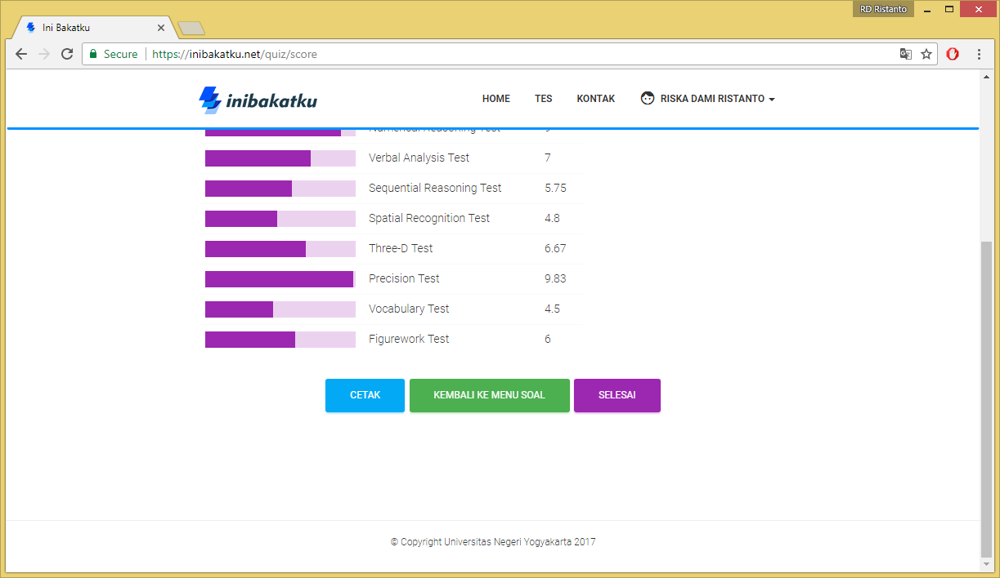 RD Ristanto
Ini Bakatku
Secure https://inibakatku.net/quiz/score
inibakatku HOME TES KONTAK RISKA DAMI RISTANTO
Numerical Reasoning Test 9
Verbal Analysis Test 7
Sequential Reasoning Test 5.75
Spatial Recognition Test 4.8
Three-D Test 6.67
Precision Test 9.83
Vocabulary Test 4.5
Figurework Test 6
CETAK KEMBALI KE MENU SOAL SELESAI
© Copyright Universitas Negeri Yogyakarta 2017